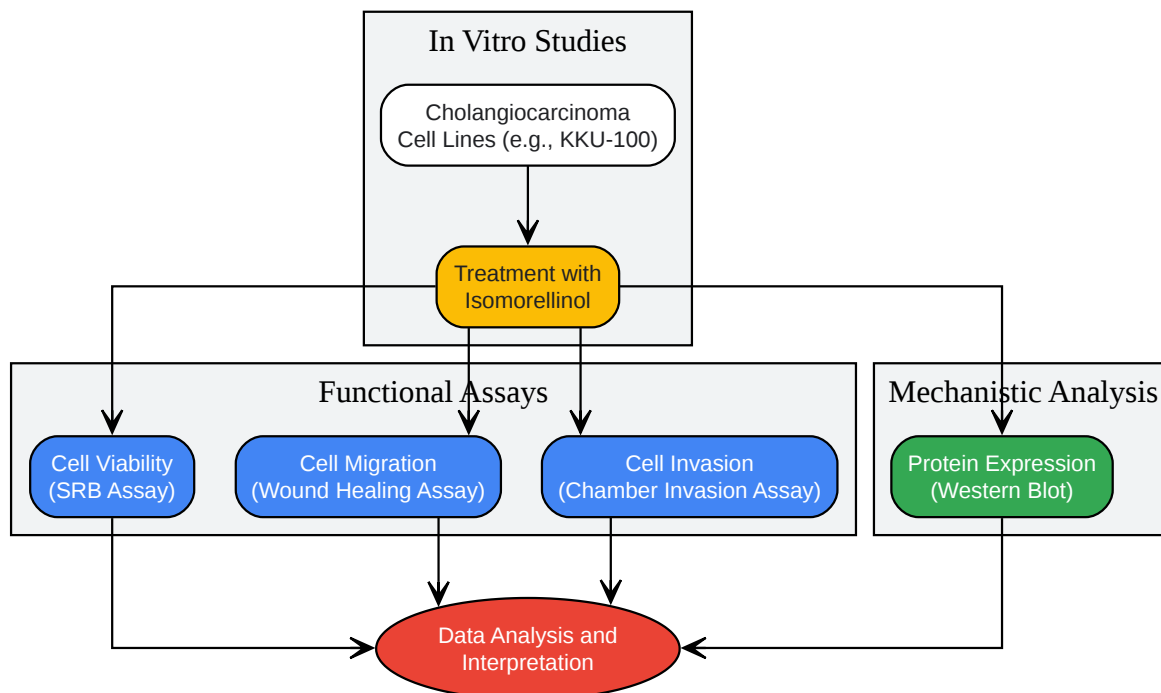 In Vitro Studies
Cholangiocarcinoma
Cell Lines (e.g., KKU-100)
Treatment with
Isomorellinol
Functional Assays
Mechanistic Analysis
Cell Viability
(SRB Assay)
Cell Migration
(Wound Healing Assay)
Cell Invasion
(Chamber Invasion Assay)
Protein Expression
(Western Blot)
Data Analysis and
Interpretation